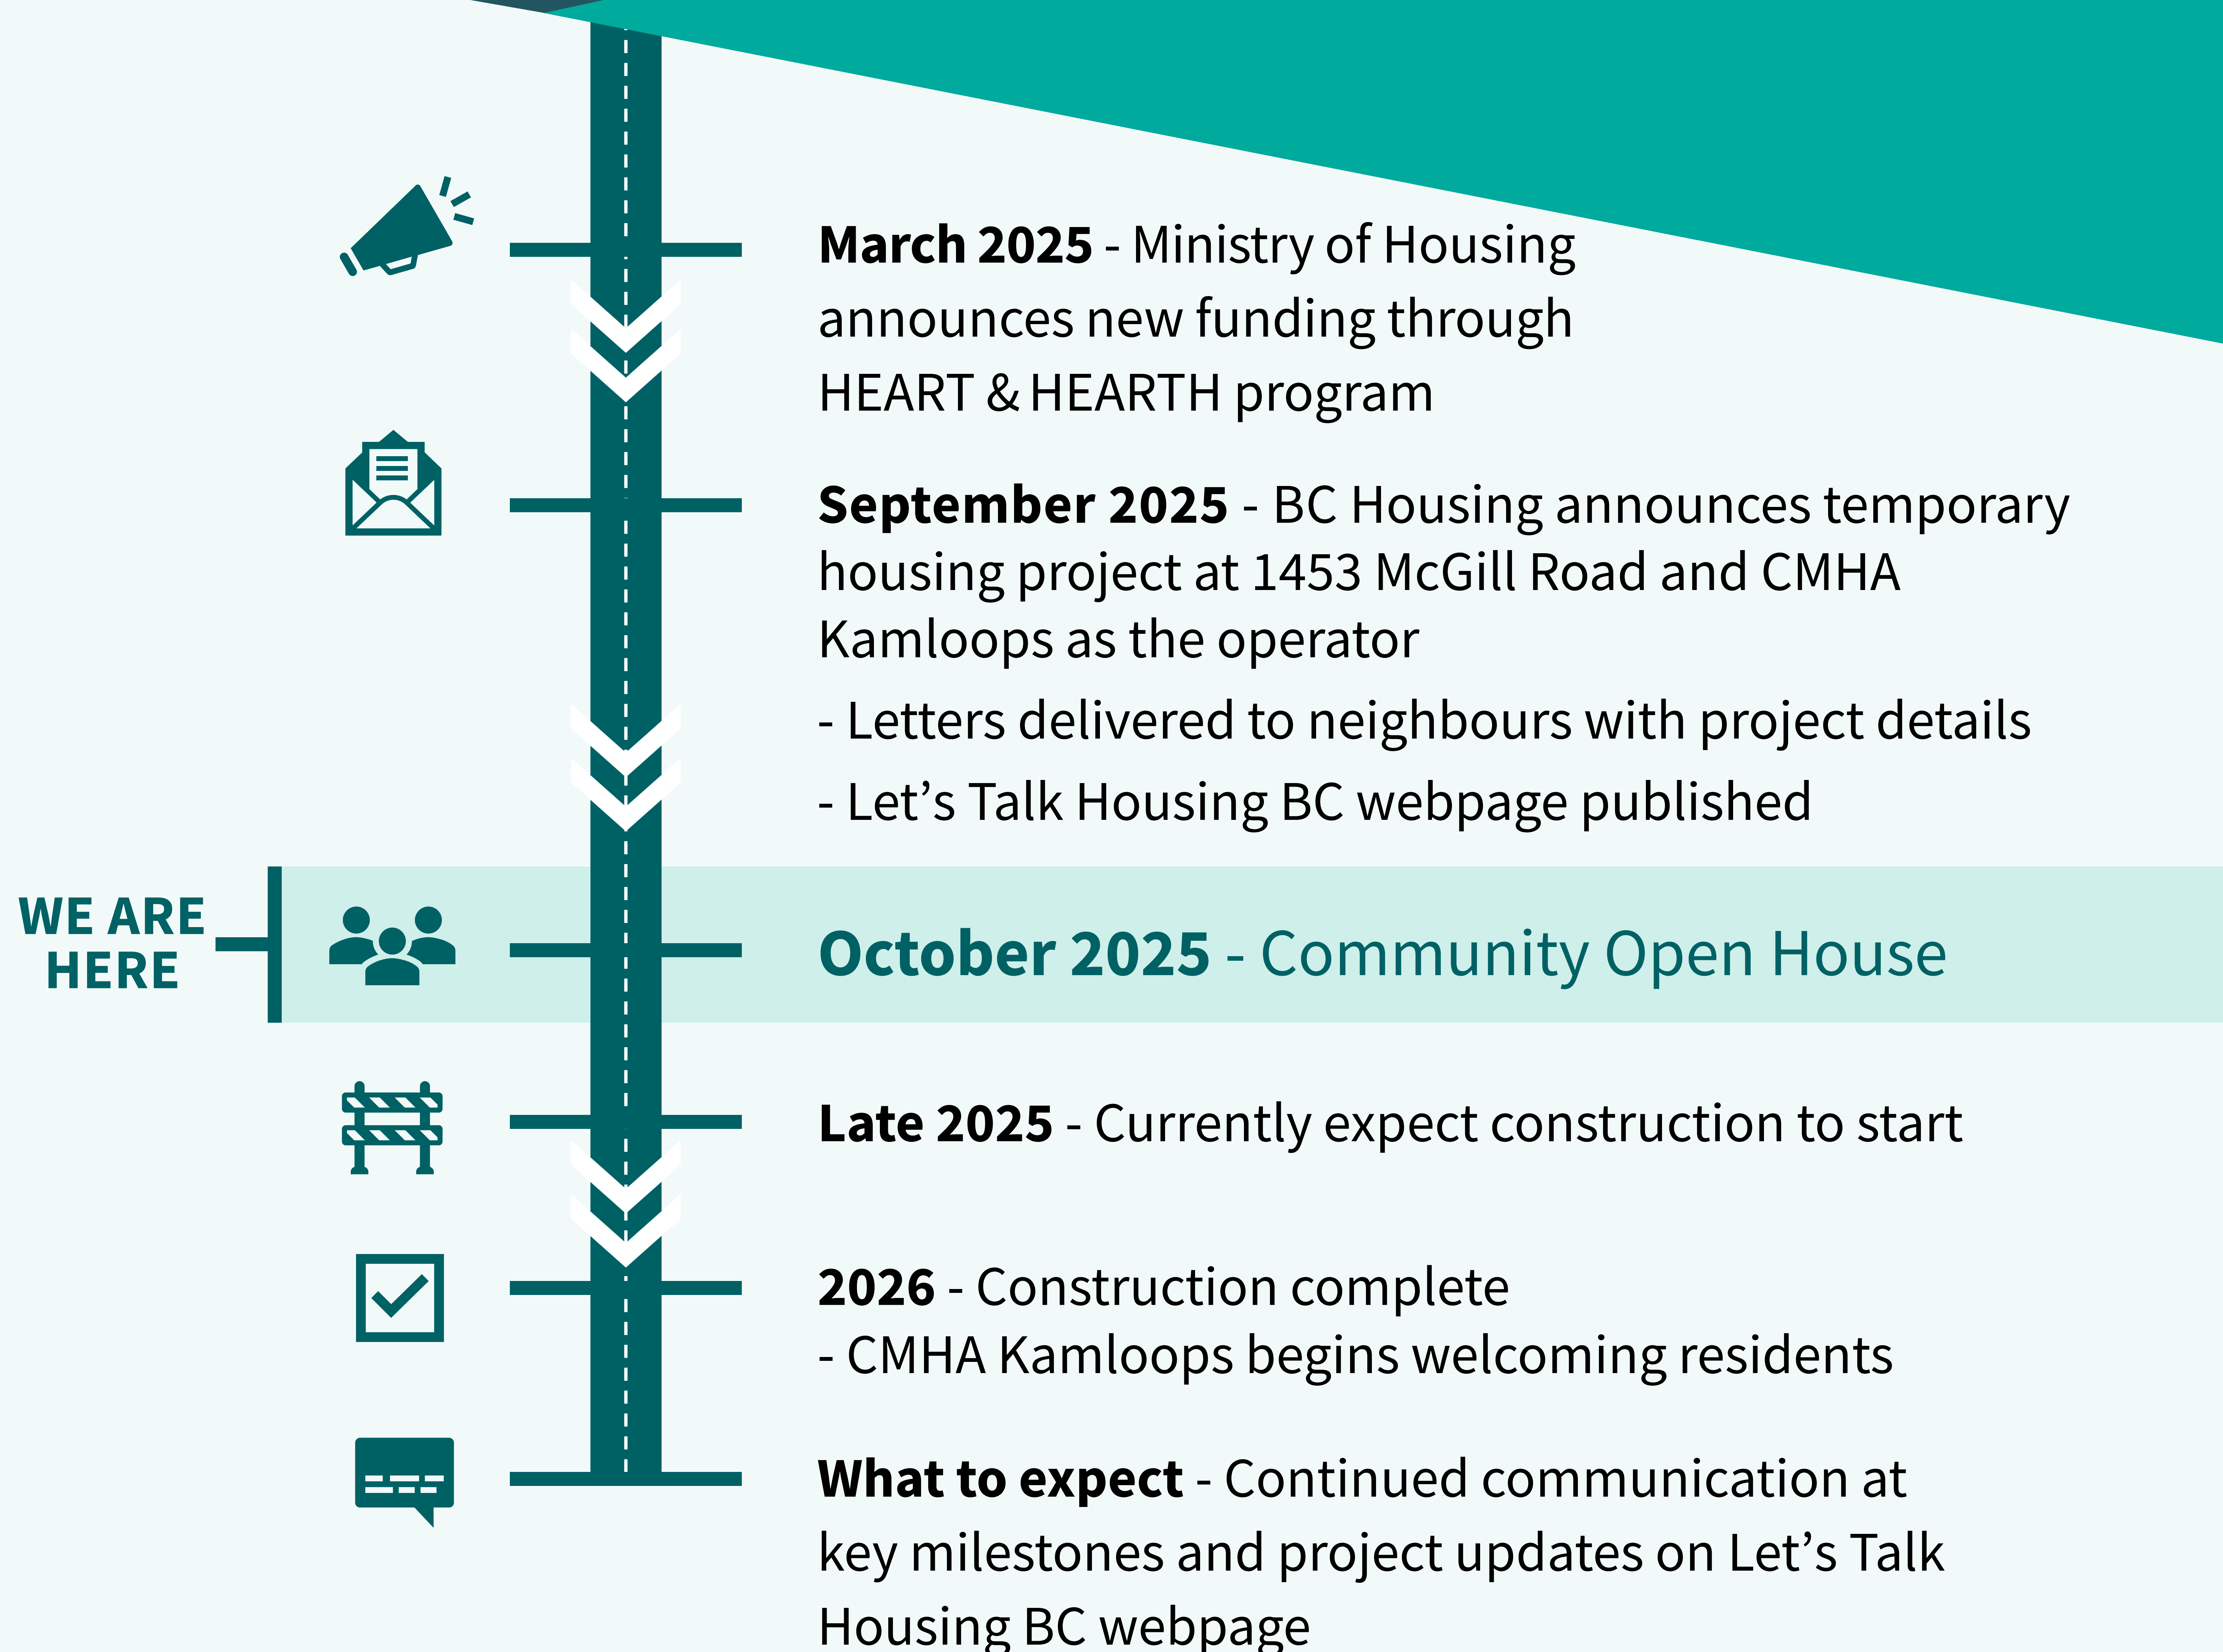 March 2025 - Ministry of Housing
announces new funding through
HEART & HEARTH program
September 2025 - BC Housing announces temporary
housing project at 1453 McGill Road and CMHA
Kamloops as the operator
- Letters delivered to neighbours with project details
- Let’s Talk Housing BC webpage published
WE ARE
HERE
October 2025 - Community Open House
Late 2025 - Currently expect construction to start
2026 - Construction complete
- CMHA Kamloops begins welcoming residents
What to expect - Continued communication at
key milestones and project updates on Let’s Talk
Housing BC webpage